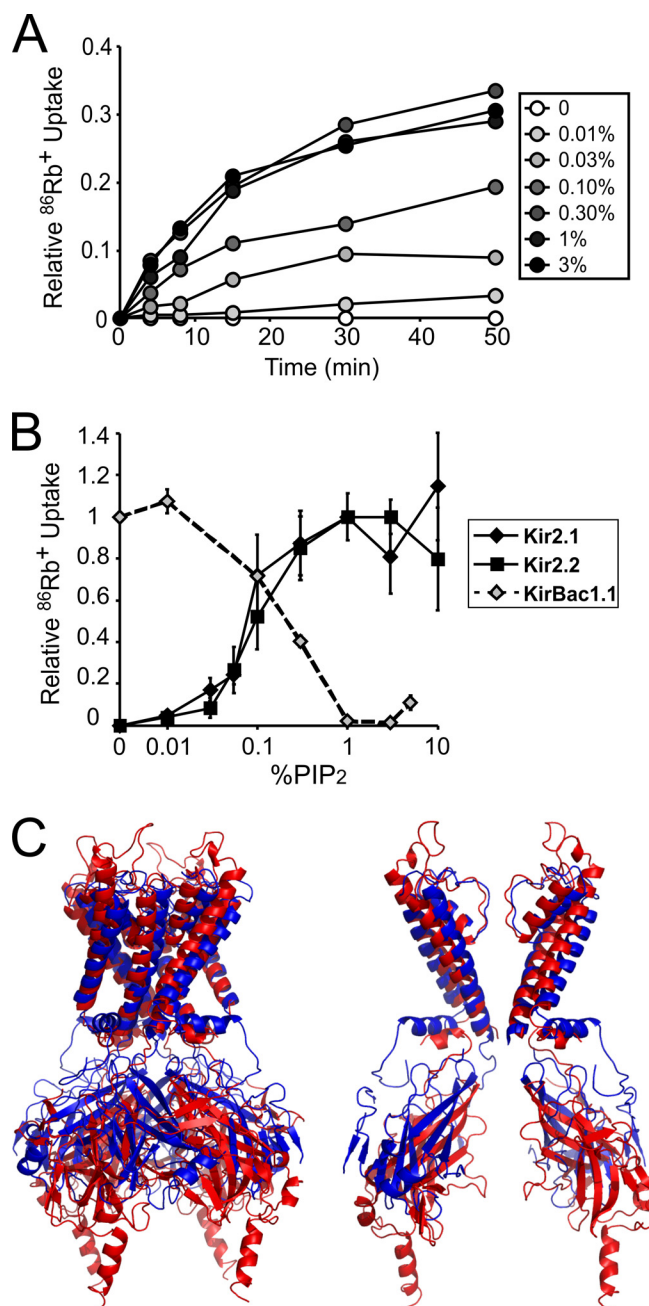 A
Relative ⁸⁶Rb⁺ Uptake
0.4
0.3
0.2
0.1
0
0 10 20 30 40 50
Time (min)
0
0.01%
0.03%
0.10%
0.30%
1%
3%
B
Relative ⁸⁶Rb⁺ Uptake
1.4
1.2
1
0.8
0.6
0.4
0.2
0
0 0.01 0.1 1 10
%PIP₂
Kir2.1
Kir2.2
KirBac1.1
C